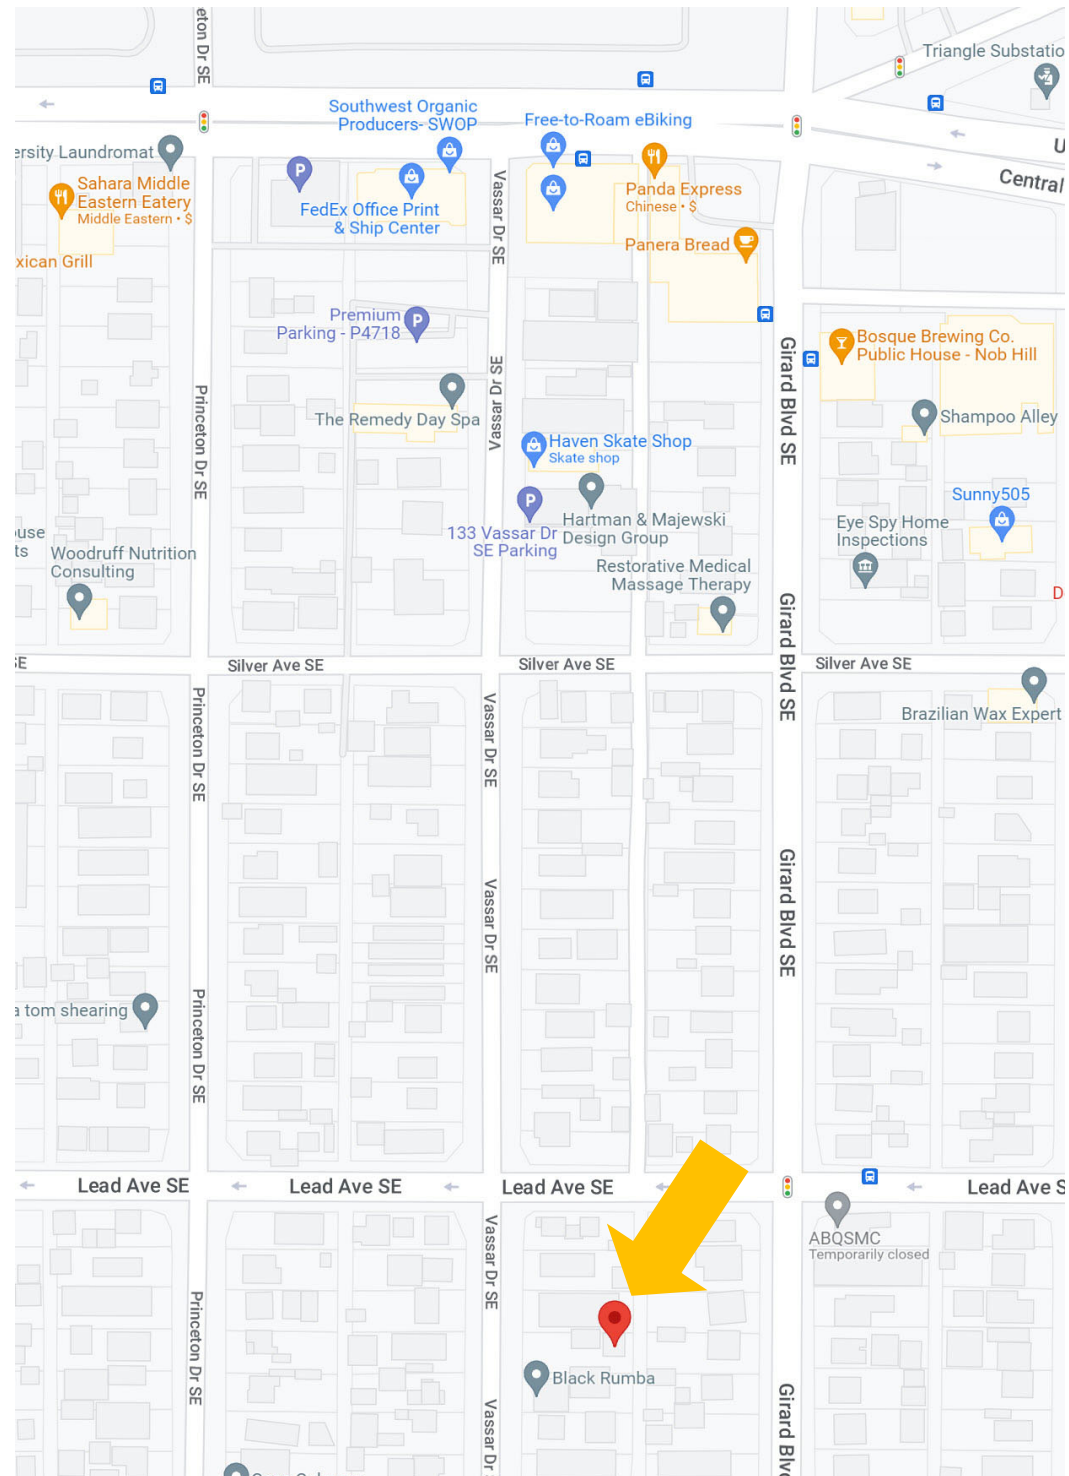 eton Dr SE
Triangle Substatio
Southwest Organic
Producers- SWOP
Free-to-Roam eBiking
U
ersity Laundromat
Central
Sahara Middle
Eastern Eatery
Middle Eastern • $
P
FedEx Office Print
& Ship Center
Vassar Dr SE
Panda Express
Chinese • $
Panera Bread
xican Grill
Premium
Parking - P4718
P
Bosque Brewing Co.
Public House - Nob Hill
Girard Blvd SE
Princeton Dr SE
Vassar Dr SE
The Remedy Day Spa
Shampoo Alley
Haven Skate Shop
Skate shop
Sunny505
P
133 Vassar Dr
SE Parking
Hartman & Majewski
Design Group
Eye Spy Home
Inspections
ouse
ts
Woodruff Nutrition
Consulting
Restorative Medical
Massage Therapy
D
Girard Blvd SE
SE
Silver Ave SE
Silver Ave SE
Silver Ave SE
Princeton Dr SE
Vassar Dr SE
Brazilian Wax Expert
Vassar Dr SE
Girard Blvd SE
a tom shearing
Princeton Dr SE
Lead Ave SE
Lead Ave SE
Lead Ave SE
Lead Ave S
Vassar Dr SE
ABQSMC
Temporarily closed
Princeton Dr SE
Black Rumba
Vassar Dr
Girard Blvd